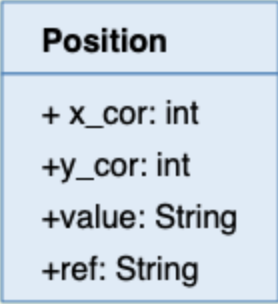 Position
+ x_cor: int
+y_cor: int
+value: String
+ref: String